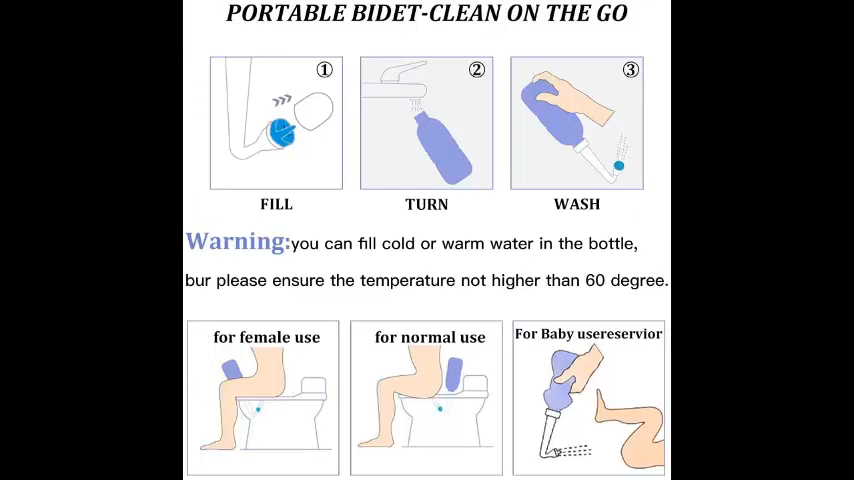 PORTABLE BIDET-CLEAN ON THE GO
① ② ③
FILL TURN WASH
Warning:you can fill cold or warm water in the bottle,
bur please ensure the temperature not higher than 60 degree.
for female use for normal use For Baby usereservior